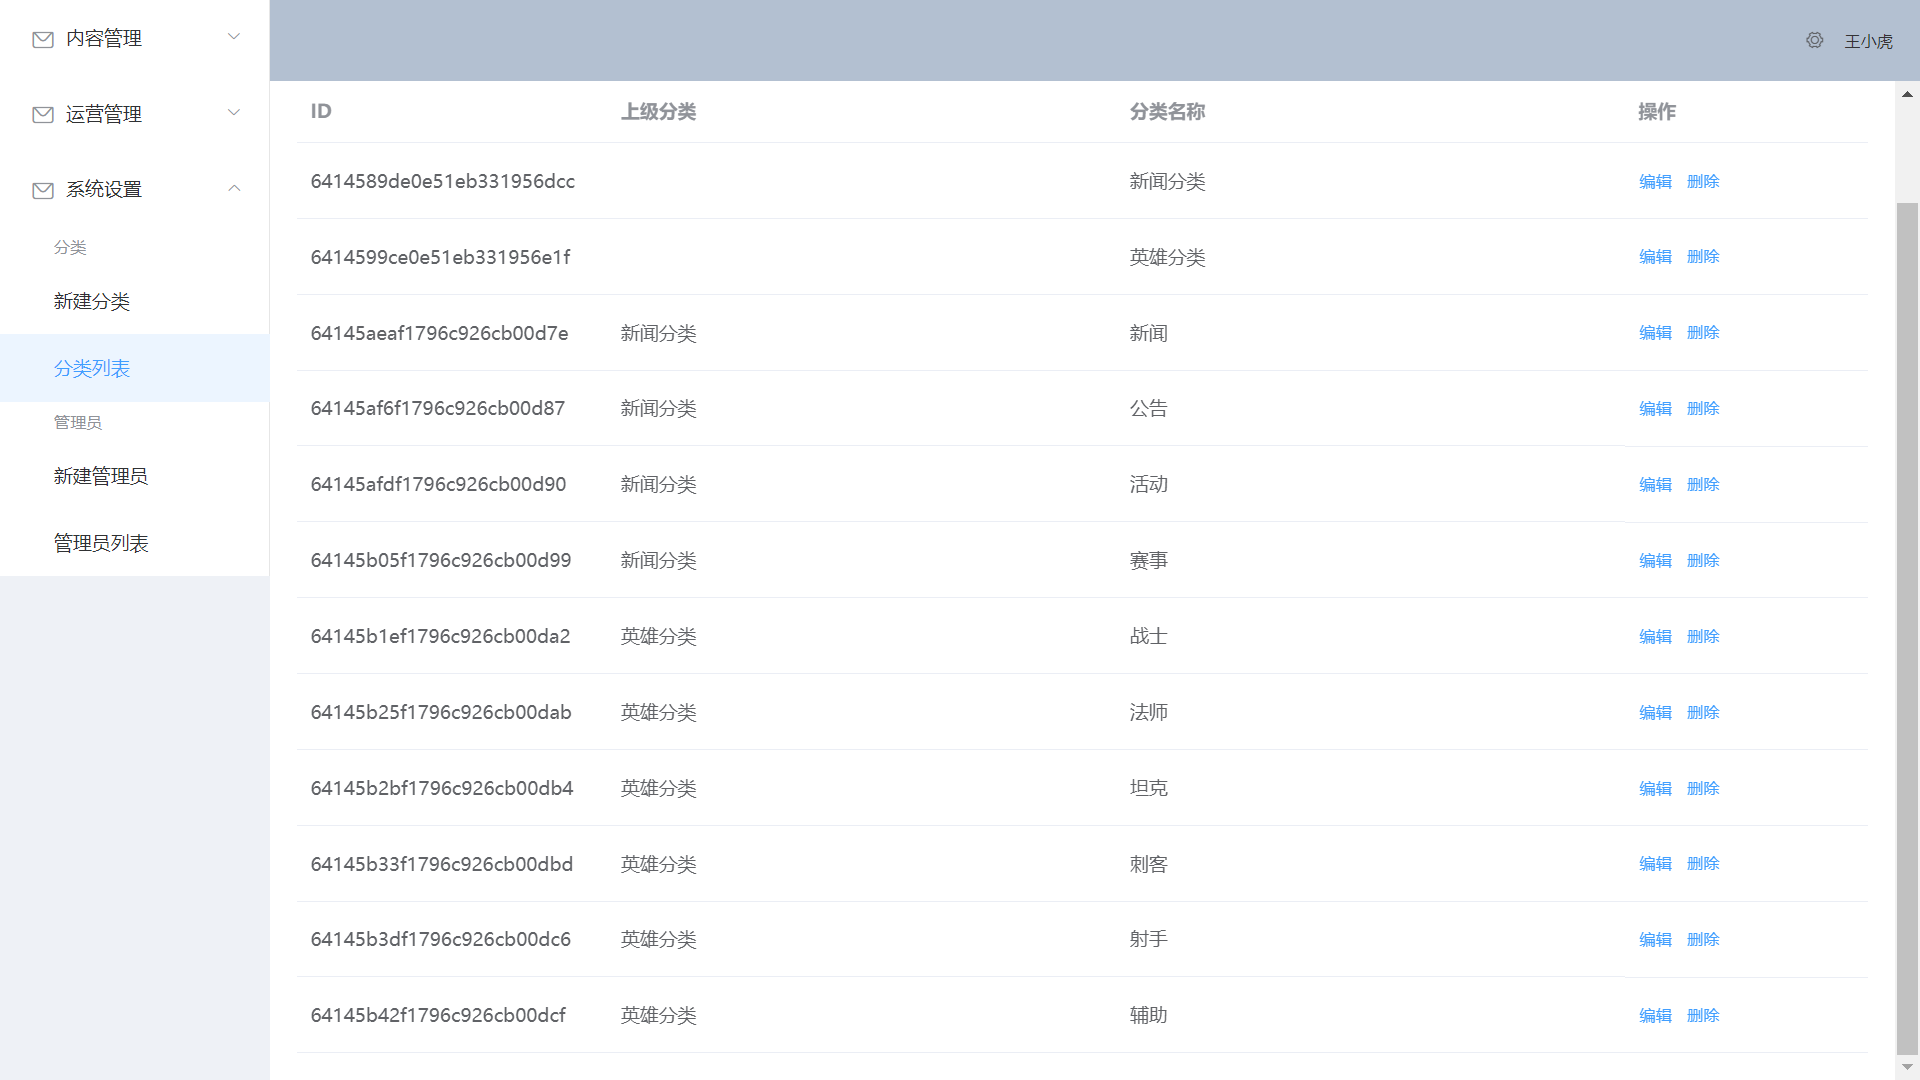 内容管理
运营管理
系统设置
分类
新建分类
分类列表
管理员
新建管理员
管理员列表
王小虎
ID 上级分类 分类名称 操作
6414589de0e51eb331956dcc 新闻分类 编辑 删除
6414599ce0e51eb331956e1f 英雄分类 编辑 删除
64145aeaf1796c926cb00d7e 新闻分类 新闻 编辑 删除
64145af6f1796c926cb00d87 新闻分类 公告 编辑 删除
64145afdf1796c926cb00d90 新闻分类 活动 编辑 删除
64145b05f1796c926cb00d99 新闻分类 赛事 编辑 删除
64145b1ef1796c926cb00da2 英雄分类 战士 编辑 删除
64145b25f1796c926cb00dab 英雄分类 法师 编辑 删除
64145b2bf1796c926cb00db4 英雄分类 坦克 编辑 删除
64145b33f1796c926cb00dbd 英雄分类 刺客 编辑 删除
64145b3df1796c926cb00dc6 英雄分类 射手 编辑 删除
64145b42f1796c926cb00dcf 英雄分类 辅助 编辑 删除